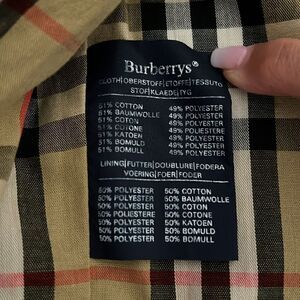 Burberrys®
CLOTH|OBERSTOFF|ETOFFE|TESSUTO
STOF|KLAEDE|TYG
51% COTTON 49% POLYESTER
51% BAUMWOLLE 49% POLYESTER
51% COTON 49% POLYESTER
51% COTONE 49% POLIESTERE
51% KATOEN 49% POLYESTER
51% BOMULD 49% POLYESTER
51% BOMULL 49% POLYESTER
LINING|FUTTER|DOUBLURE|FODERA
VOERING|FOER|FODER
50% POLYESTER 50% COTTON
50% POLYESTER 50% BAUMWOLLE
50% POLYESTER 50% COTON
50% POLIESTERE 50% COTONE
50% POLYESTER 50% KATOEN
50% POLYESTER 50% BOMULD
50% POLYESTER 50% BOMULL